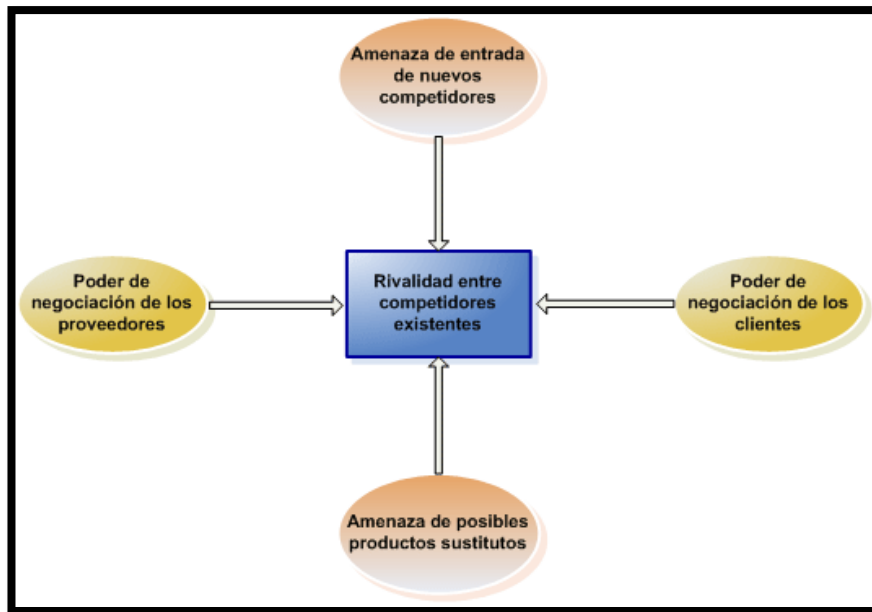 Amenaza de entrada
de nuevos
competidores
Poder de
negociación de los
proveedores
Rivalidad entre
competidores
existentes
Poder de
negociación de los
clientes
Amenaza de posibles
productos sustitutos